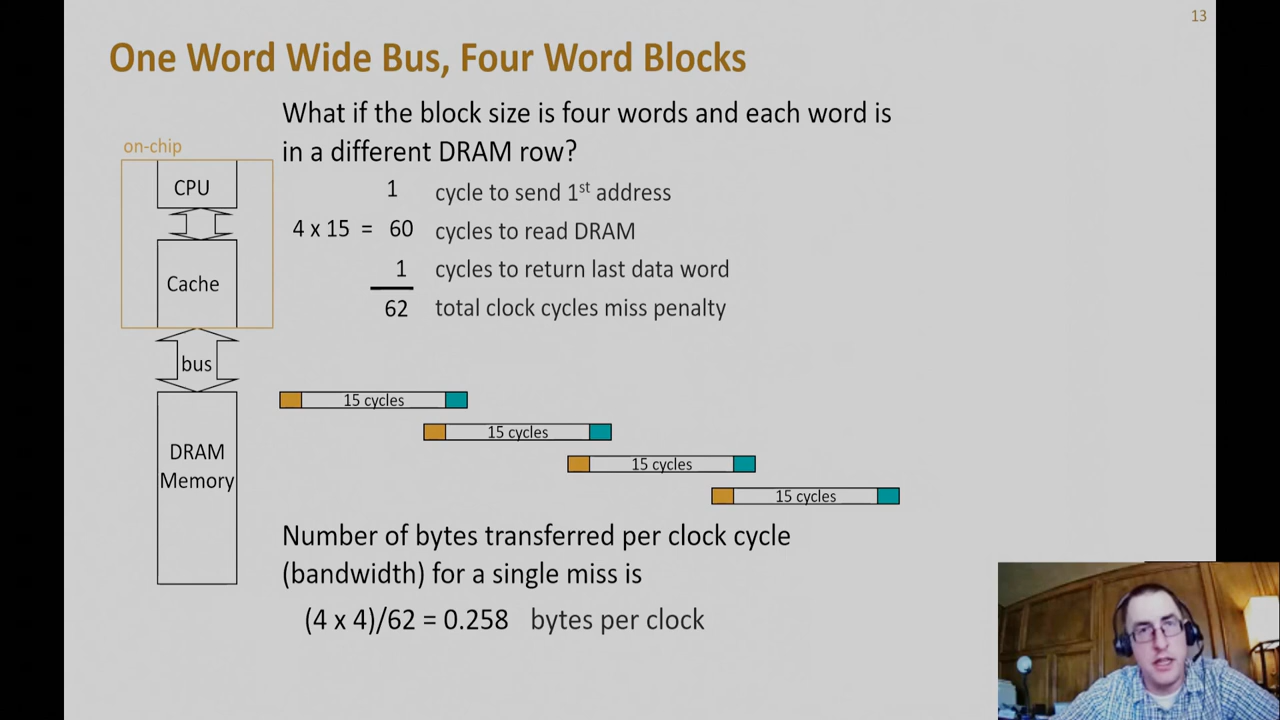 13
One Word Wide Bus, Four Word Blocks
What if the block size is four words and each word is
in a different DRAM row?
on-chip
CPU
Cache
bus
DRAM
Memory
1 cycle to send 1st address
4 x 15 = 60 cycles to read DRAM
1 cycles to return last data word
62 total clock cycles miss penalty
15 cycles
15 cycles
15 cycles
15 cycles
Number of bytes transferred per clock cycle
(bandwidth) for a single miss is
(4 x 4)/62 = 0.258 bytes per clock